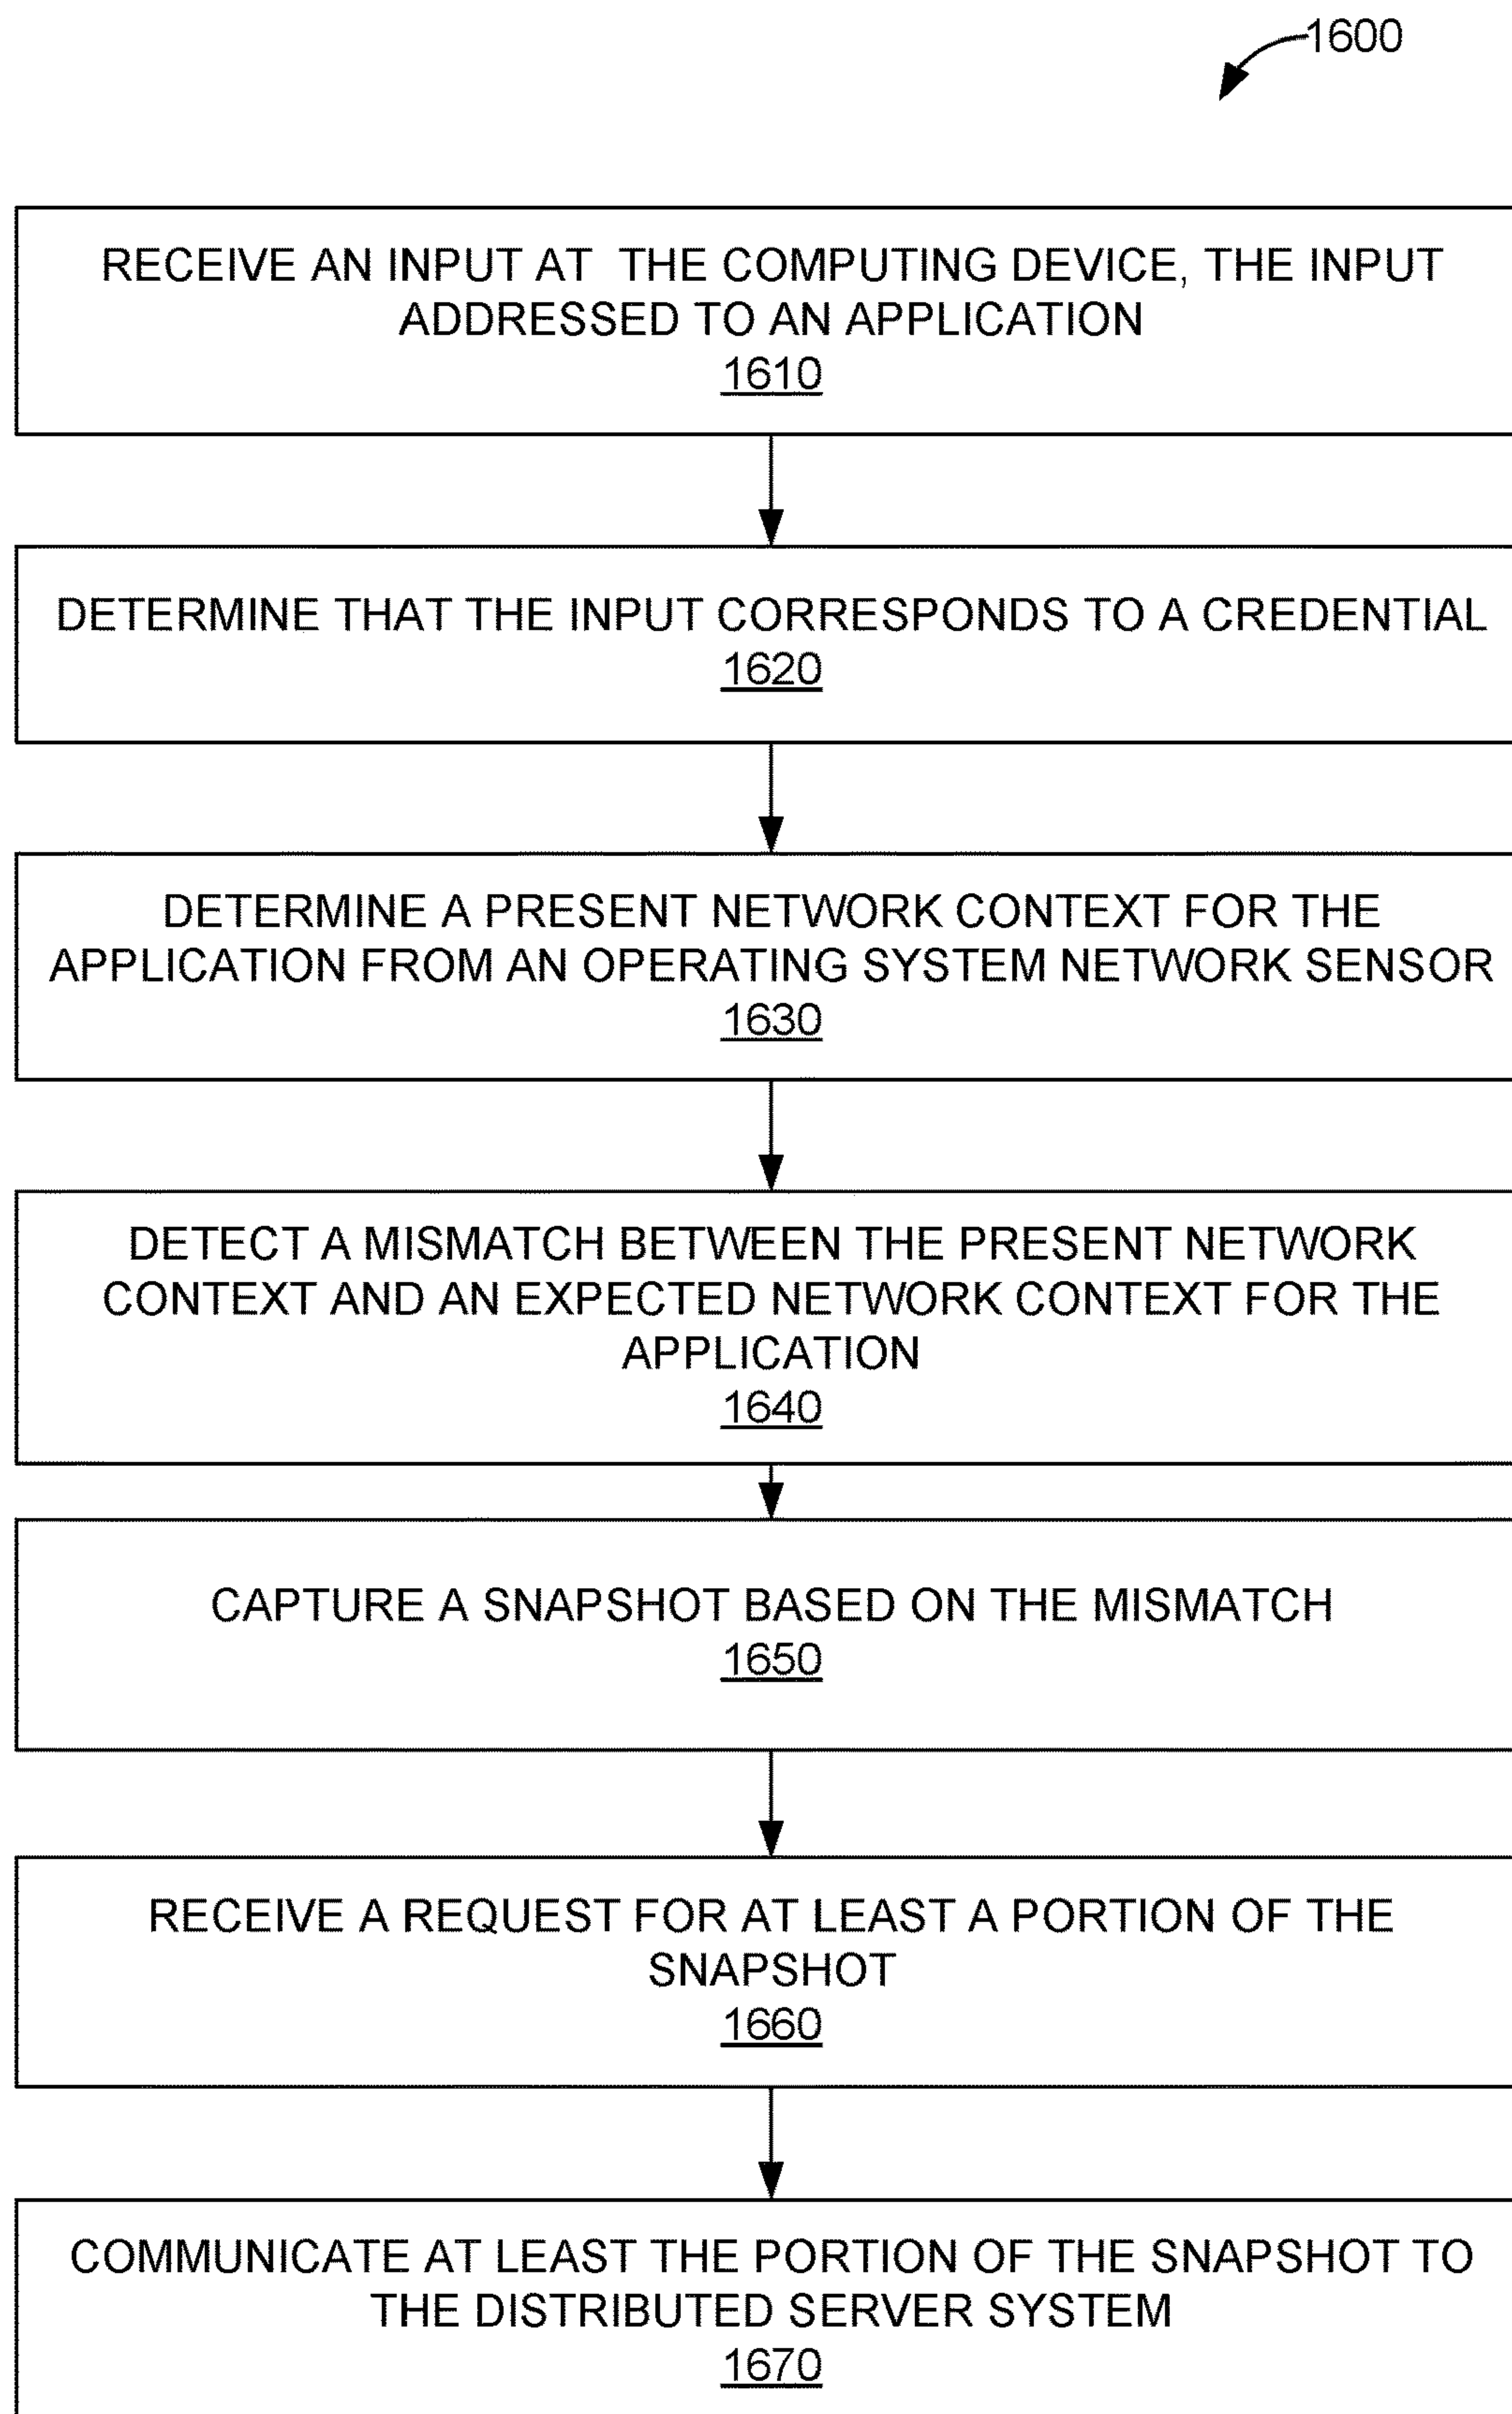 1600
RECEIVE AN INPUT AT THE COMPUTING DEVICE, THE INPUT
ADDRESSED TO AN APPLICATION
1610
DETERMINE THAT THE INPUT CORRESPONDS TO A CREDENTIAL
1620
DETERMINE A PRESENT NETWORK CONTEXT FOR THE
APPLICATION FROM AN OPERATING SYSTEM NETWORK SENSOR
1630
DETECT A MISMATCH BETWEEN THE PRESENT NETWORK
CONTEXT AND AN EXPECTED NETWORK CONTEXT FOR THE
APPLICATION
1640
CAPTURE A SNAPSHOT BASED ON THE MISMATCH
1650
RECEIVE A REQUEST FOR AT LEAST A PORTION OF THE
SNAPSHOT
1660
COMMUNICATE AT LEAST THE PORTION OF THE SNAPSHOT TO
THE DISTRIBUTED SERVER SYSTEM
1670